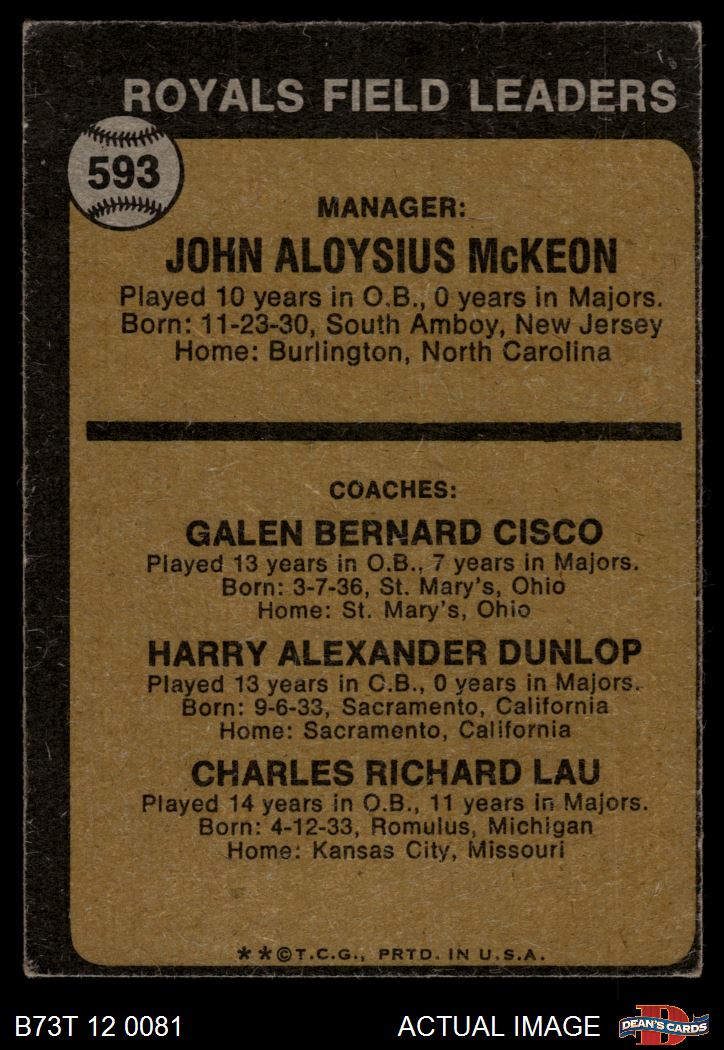 ROYALS FIELD LEADERS
593
MANAGER:
JOHN ALOYSIUS McKEON
Played 10 years in O.B., 0 years in Majors.
Born: 11-23-30, South Amboy, New Jersey
Home: Burlington, North Carolina
COACHES:
GALEN BERNARD CISCO
Played 13 years in O.B., 7 years in Majors.
Born: 3-7-36, St. Mary's, Ohio
Home: St. Mary's, Ohio
HARRY ALEXANDER DUNLOP
Played 13 years in O.B., 0 years in Majors.
Born: 9-6-33, Sacramento, California
Home: Sacramento, California
CHARLES RICHARD LAU
Played 14 years in O.B., 11 years in Majors.
Born: 4-12-33, Romulus, Michigan
Home: Kansas City, Missouri
**©T.C.G., PRTD. IN U.S.A.
B73T 12 0081 ACTUAL IMAGE
D
DEAN'S CARDS